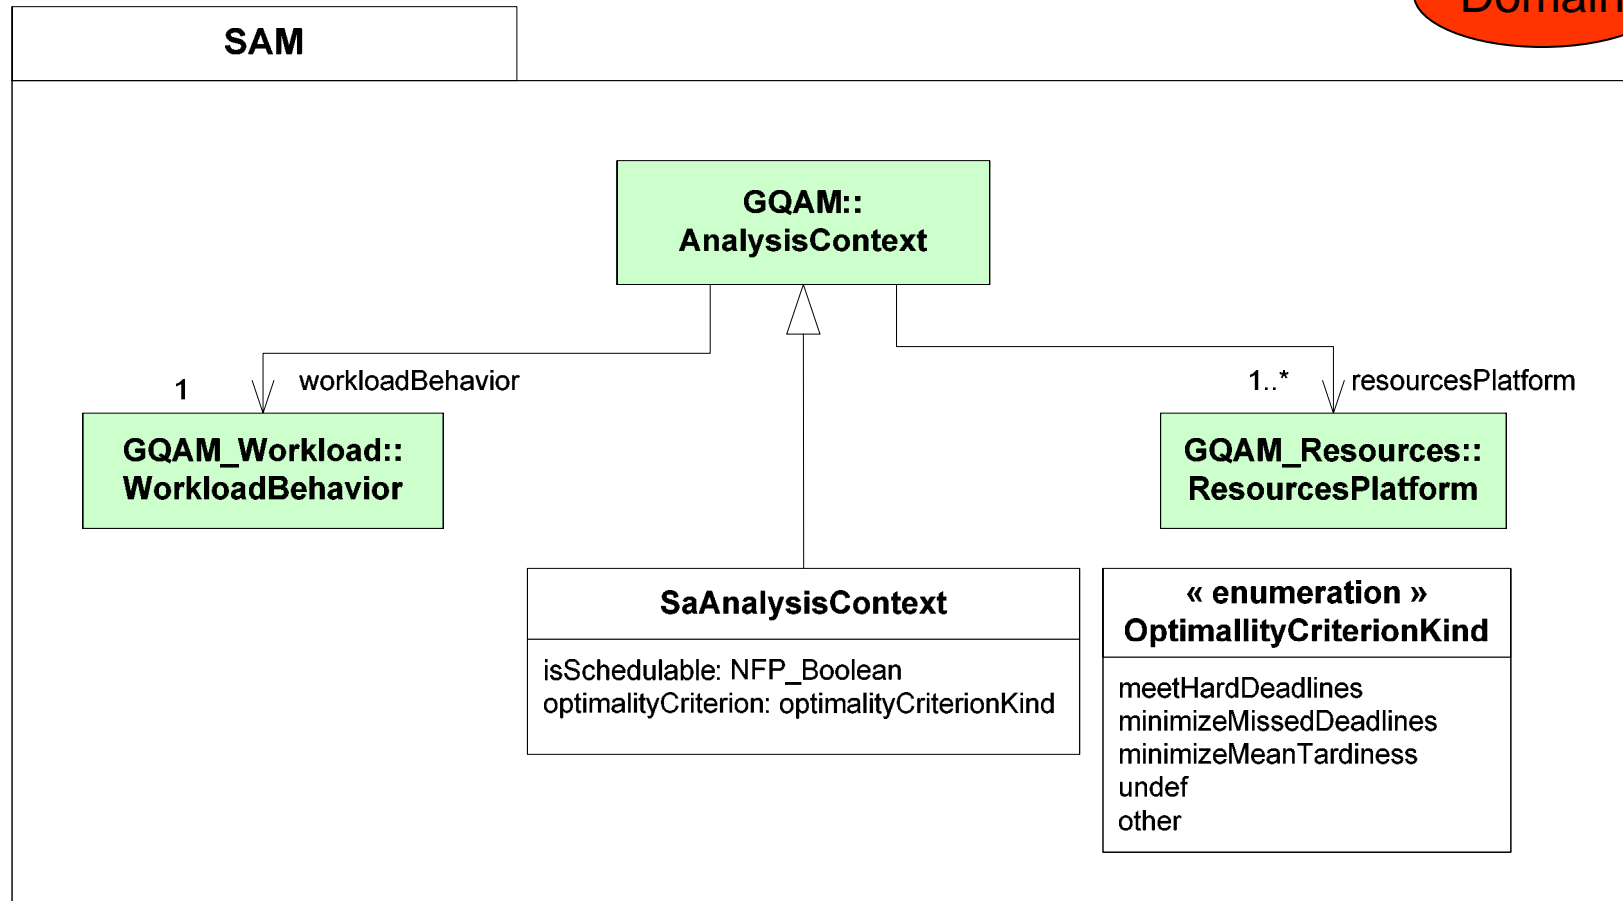 Domain
SAM
GQAM::
AnalysisContext
1
workloadBehavior
1..*
resourcesPlatform
GQAM_Workload::
WorkloadBehavior
GQAM_Resources::
ResourcesPlatform
SaAnalysisContext
isSchedulable: NFP_Boolean
optimalityCriterion: optimalityCriterionKind
« enumeration »
OptimallityCriterionKind
meetHardDeadlines
minimizeMissedDeadlines
minimizeMeanTardiness
undef
other